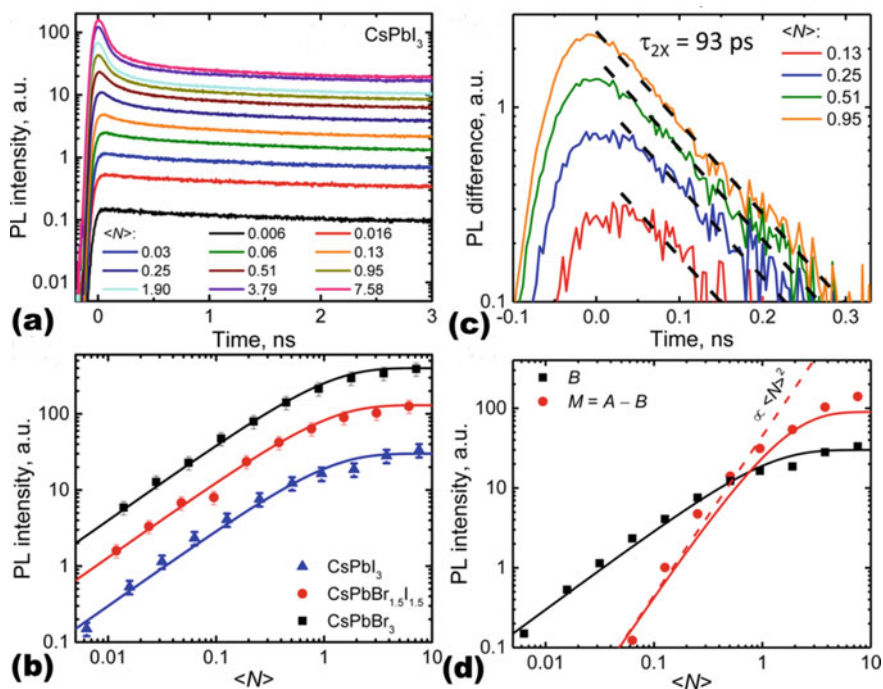 CsPbI₃
PL intensity, a.u.
100
10
1
0.1
0.01
<N>:
0.006
0.016
0.03
0.06
0.13
0.25
0.51
0.95
1.90
3.79
7.58
(a)
0
1
2
3
Time, ns
τ₂ₓ = 93 ps
<N>:
0.13
0.25
0.51
0.95
PL difference, a.u.
1
0.1
(c)
-0.1
0.0
0.1
0.2
0.3
Time, ns
PL intensity, a.u.
100
10
1
0.1
CsPbI₃
CsPbBr₁.₅I₁.₅
CsPbBr₃
(b)
0.01
0.1
1
10
<N>
B
M = A – B
∝ <N>²
PL intensity, a.u.
100
10
1
0.1
(d)
0.01
0.1
1
10
<N>